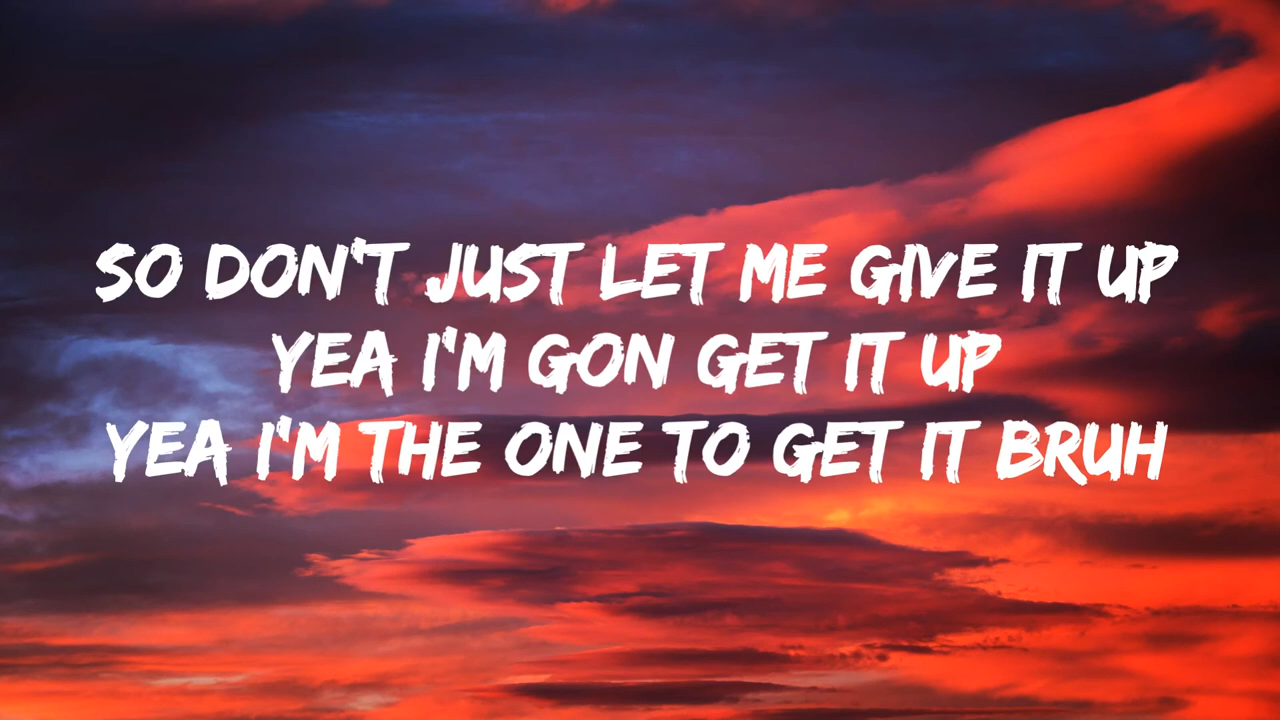 SO DON'T JUST LET ME GIVE IT UP
YEA I'M GON GET IT UP
YEA I'M THE ONE TO GET IT BRUH